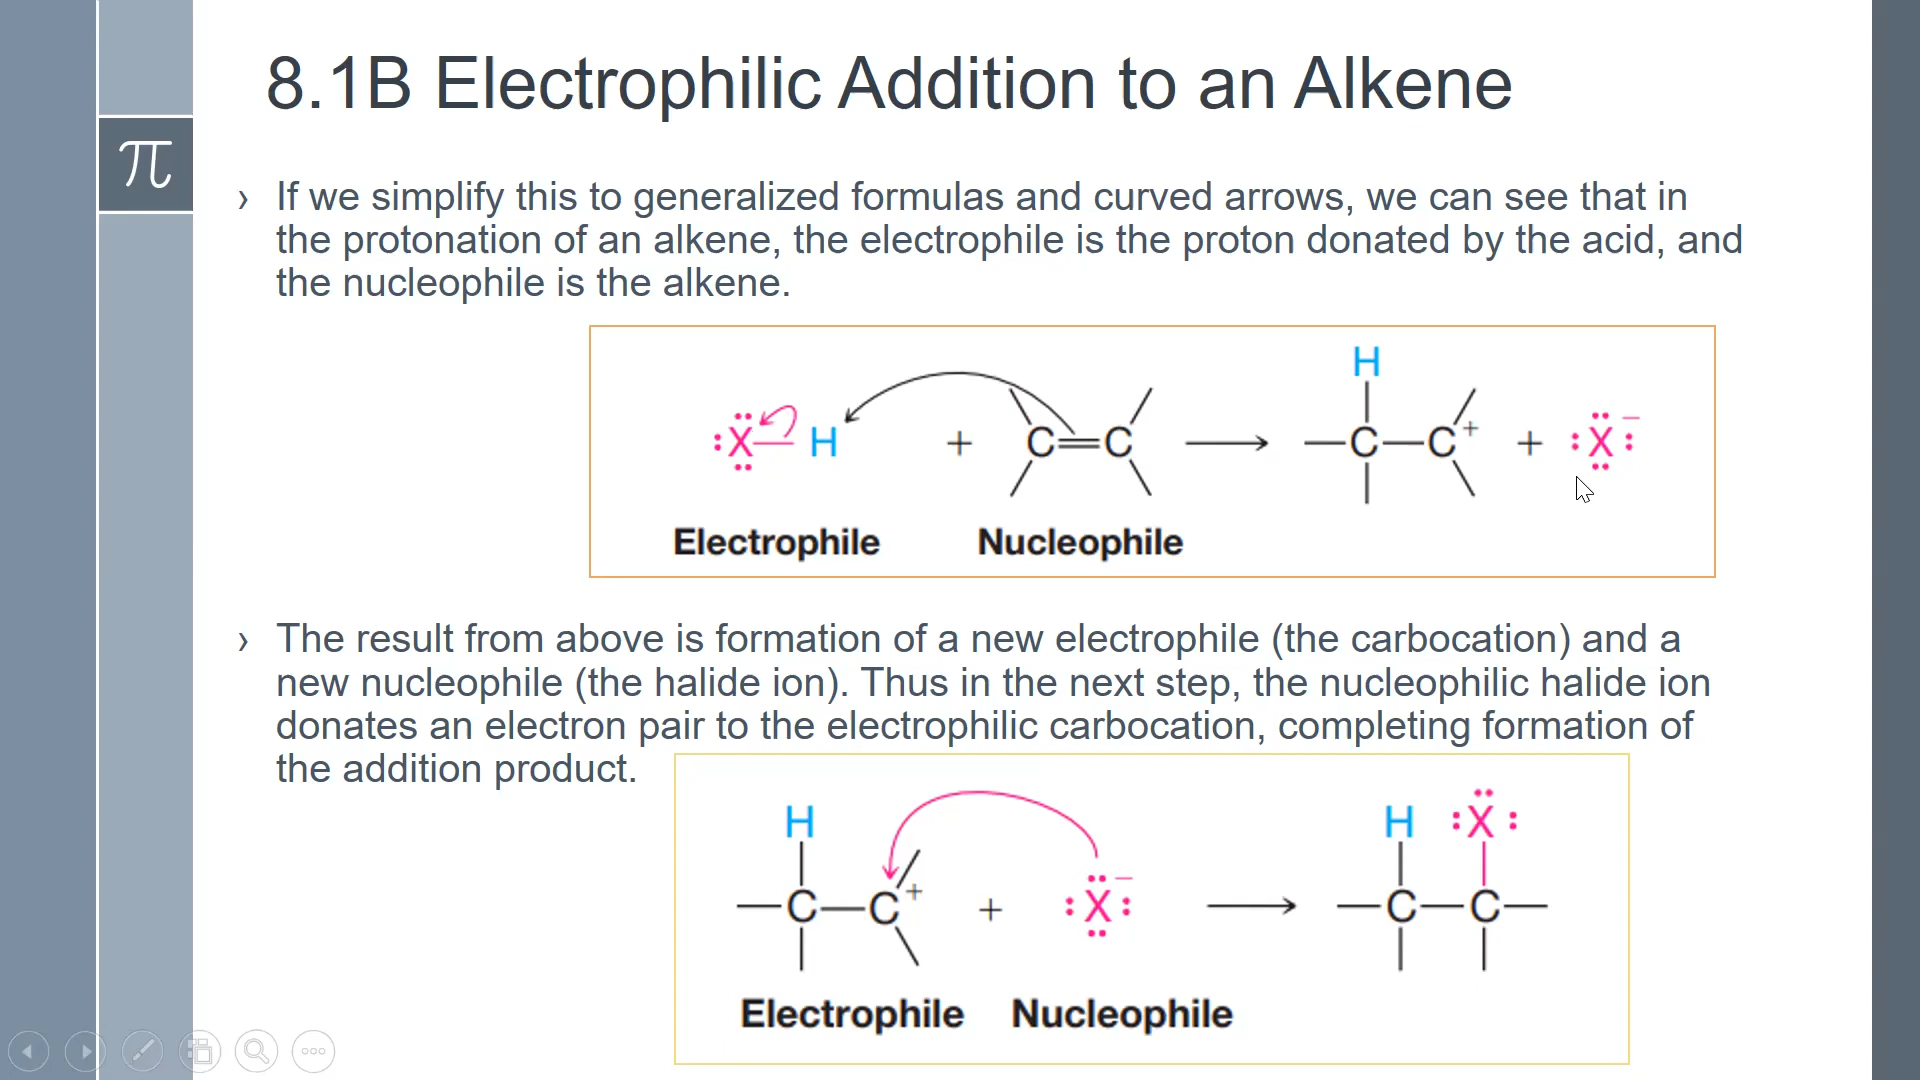 8.1B Electrophilic Addition to an Alkene
π
› If we simplify this to generalized formulas and curved arrows, we can see that in
the protonation of an alkene, the electrophile is the proton donated by the acid, and
the nucleophile is the alkene.
H
:X—H + C=C → —C—C+ + :X:−
Electrophile Nucleophile
› The result from above is formation of a new electrophile (the carbocation) and a
new nucleophile (the halide ion). Thus in the next step, the nucleophilic halide ion
donates an electron pair to the electrophilic carbocation, completing formation of
the addition product.
H H :X:
—C—C+ + :X:− → —C—C—
Electrophile Nucleophile